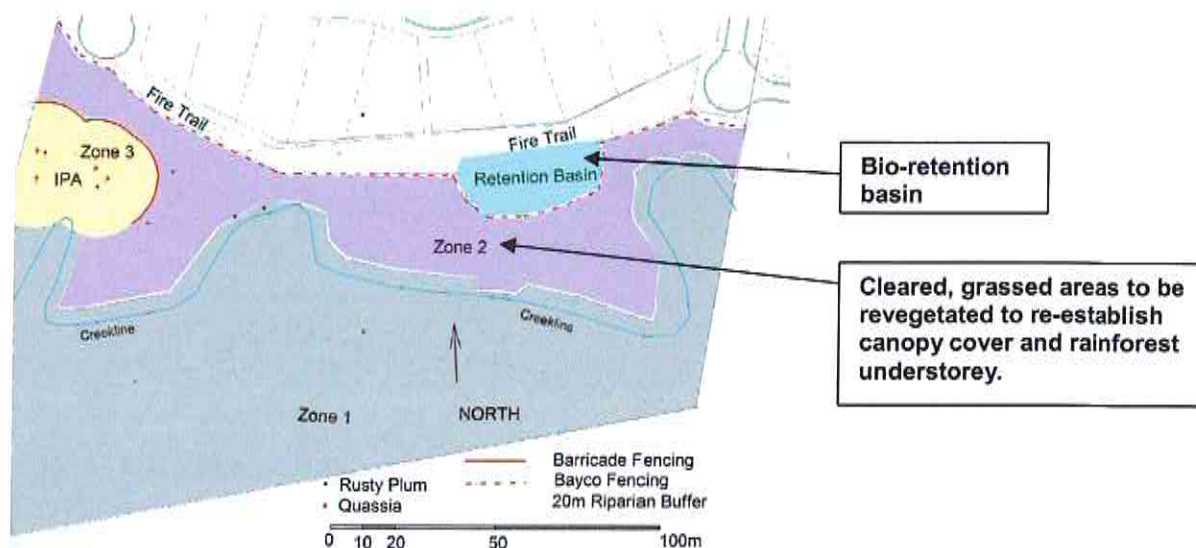 Fire Trail
Zone 3
IPA
Fire Trail
Retention Basin
Bio-retention
basin
Zone 2
Cleared, grassed areas to be
revegetated to re-establish
canopy cover and rainforest
understorey.
Creekline
Creekline
Zone 1
NORTH
Rusty Plum
Quassia
Barricade Fencing
Bayco Fencing
20m Riparian Buffer
0 10 20 50 100m